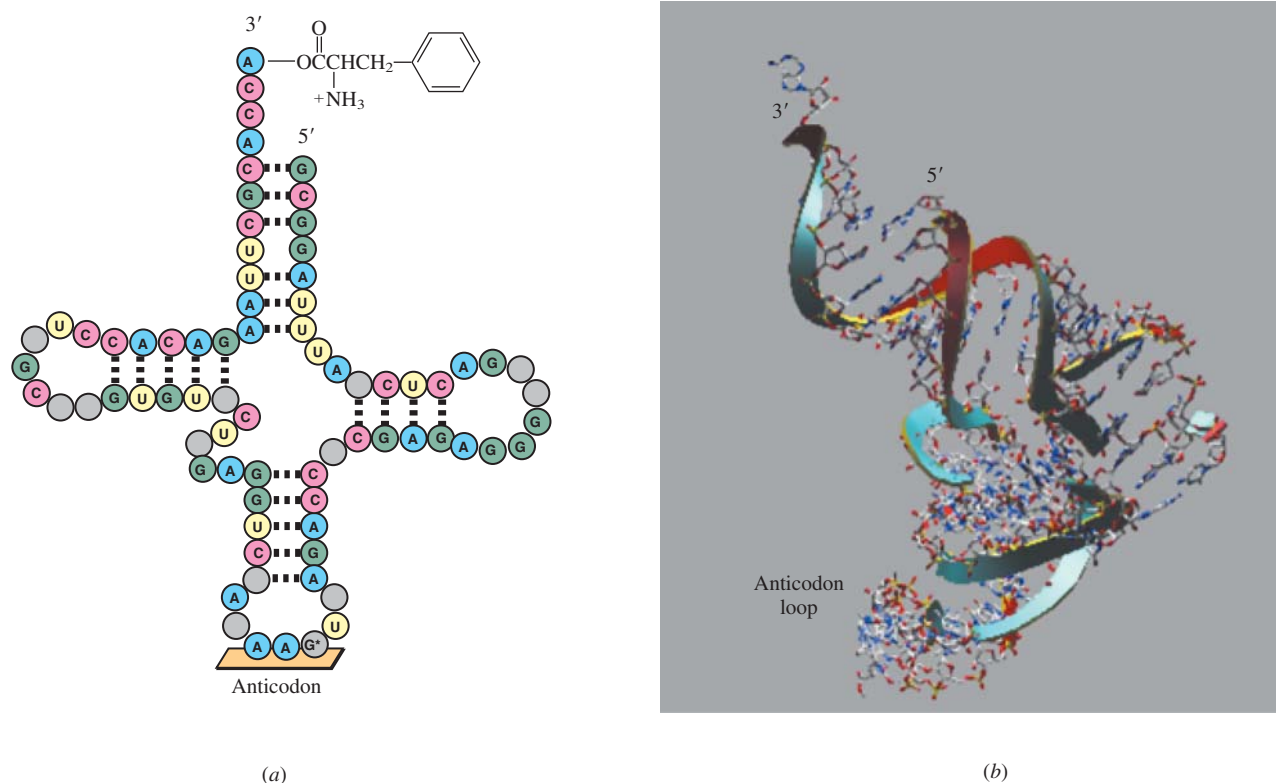 3′
O
A OCCHCH₂
C
⁺NH₃
C
A 5′
C G
G C
C G
U G
U A
A U
U C C A C A G A U
U
G A C U C A G
C G U G U C G
U C G A G A G G
G A G C
G C
U A
C G
A A
U
A A G*
Anticodon
(a)
3′
5′
Anticodon
loop
(b)